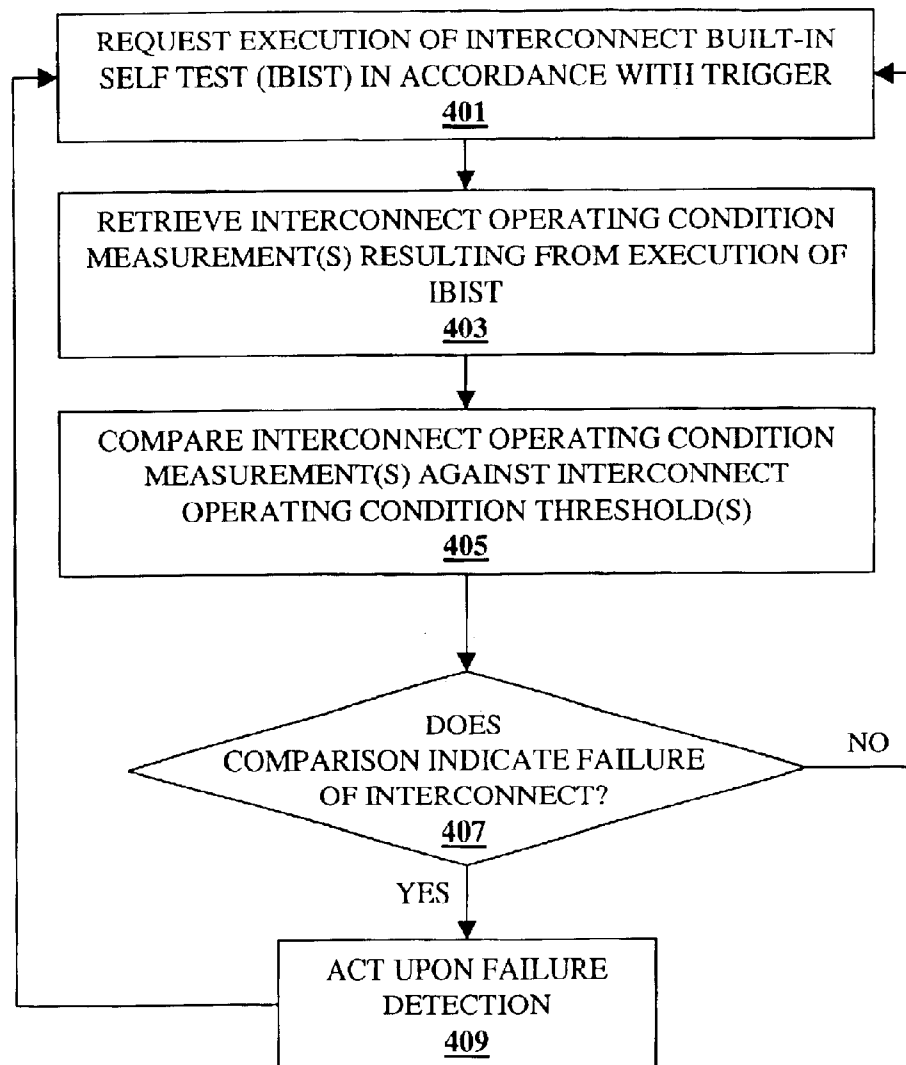 REQUEST EXECUTION OF INTERCONNECT BUILT-IN
SELF TEST (IBIST) IN ACCORDANCE WITH TRIGGER
401
RETRIEVE INTERCONNECT OPERATING CONDITION
MEASUREMENT(S) RESULTING FROM EXECUTION OF
IBIST
403
COMPARE INTERCONNECT OPERATING CONDITION
MEASUREMENT(S) AGAINST INTERCONNECT
OPERATING CONDITION THRESHOLD(S)
405
DOES
COMPARISON INDICATE FAILURE
OF INTERCONNECT?
407
NO
YES
ACT UPON FAILURE
DETECTION
409